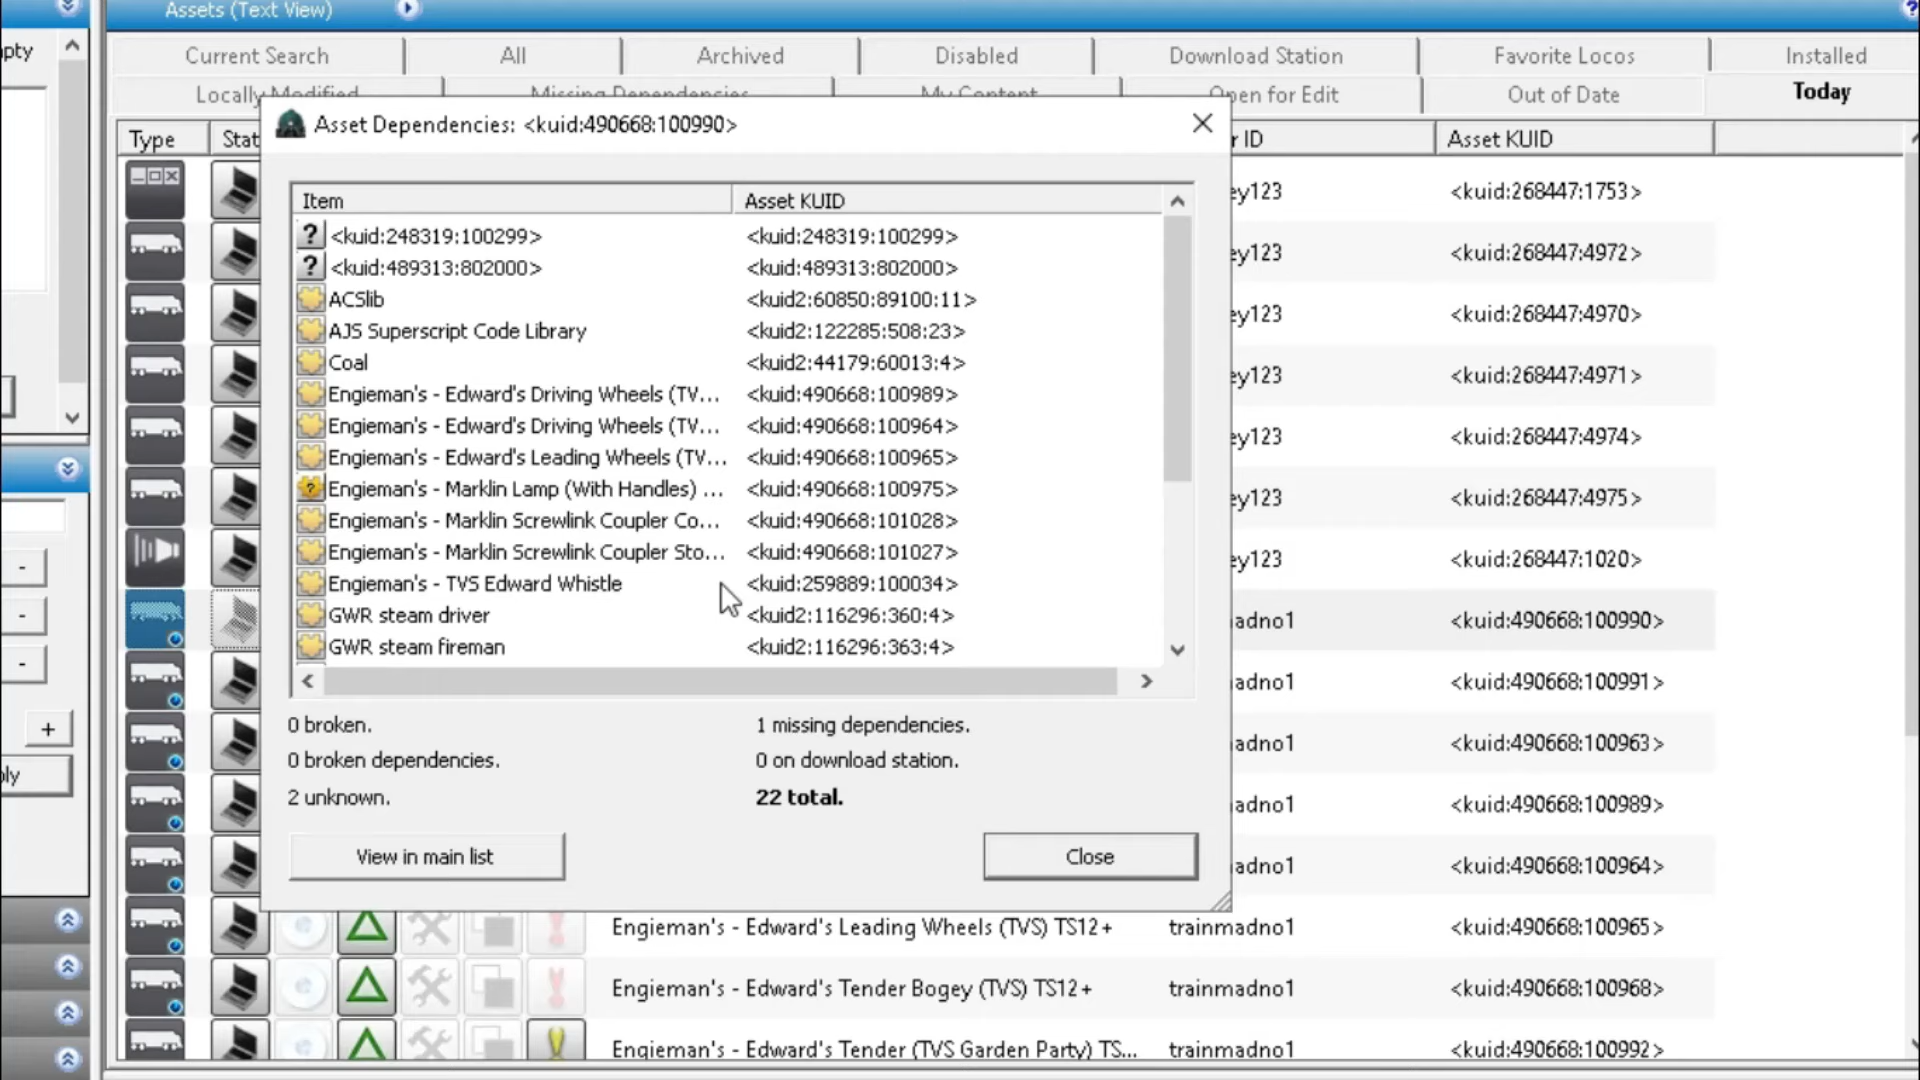 Assets (Text View)
pty
Current Search
All
Archived
Disabled
Download Station
Favorite Locos
Installed
Locally Modified
Missing Dependencies
My Content
Open for Edit
Out of Date
Today
Type
Stat
r ID
Asset KUID
Asset Dependencies: <kuid:490668:100990>
Item
Asset KUID
<kuid:248319:100299> <kuid:248319:100299>
<kuid:489313:802000> <kuid:489313:802000>
ACSlib <kuid2:60850:89100:11>
AJS Superscript Code Library <kuid2:122285:508:23>
Coal <kuid2:44179:60013:4>
Engieman's - Edward's Driving Wheels (TV... <kuid:490668:100989>
Engieman's - Edward's Driving Wheels (TV... <kuid:490668:100964>
Engieman's - Edward's Leading Wheels (TV... <kuid:490668:100965>
Engieman's - Marklin Lamp (With Handles) ... <kuid:490668:100975>
Engieman's - Marklin Screwlink Coupler Co... <kuid:490668:101028>
Engieman's - Marklin Screwlink Coupler Sto... <kuid:490668:101027>
Engieman's - TVS Edward Whistle <kuid:259889:100034>
GWR steam driver <kuid2:116296:360:4>
GWR steam fireman <kuid2:116296:363:4>
0 broken.
1 missing dependencies.
0 broken dependencies.
0 on download station.
2 unknown.
22 total.
View in main list
Close
ey123 <kuid:268447:1753>
ey123 <kuid:268447:4972>
ey123 <kuid:268447:4970>
ey123 <kuid:268447:4971>
ey123 <kuid:268447:4974>
ey123 <kuid:268447:4975>
ey123 <kuid:268447:1020>
adno1 <kuid:490668:100990>
adno1 <kuid:490668:100991>
adno1 <kuid:490668:100963>
adno1 <kuid:490668:100989>
adno1 <kuid:490668:100964>
Engieman's - Edward's Leading Wheels (TVS) TS12+ trainmadno1 <kuid:490668:100965>
Engieman's - Edward's Tender Bogey (TVS) TS12+ trainmadno1 <kuid:490668:100968>
Engieman's - Edward's Tender (TVS Garden Party) TS... trainmadno1 <kuid:490668:100992>
-
-
-
+
ly